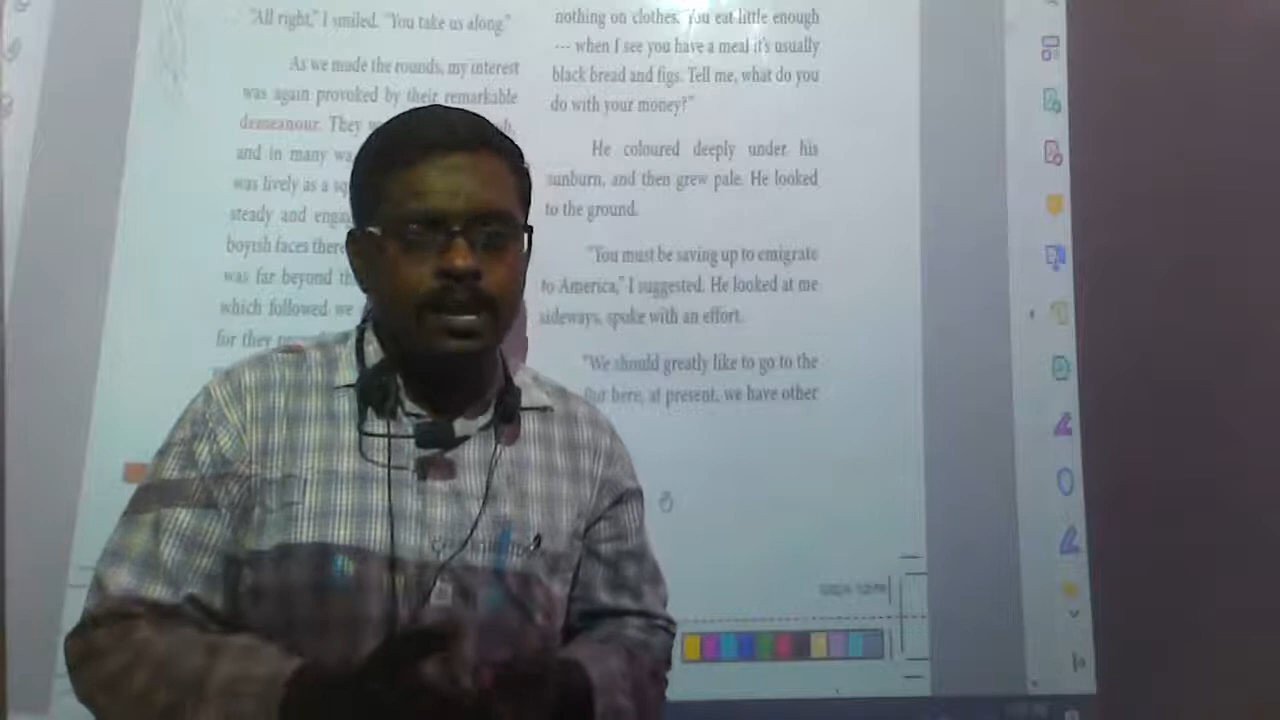 "All right," I smiled. "You take us along."
As we made the rounds, my interest
was again provoked by their remarkable
demeanour. They
and in many
was lively as a
steady and
boyish faces there
was far beyond
which followed we
for they
nothing on clothes. You eat little enough
--- when I see you have a meal it's usually
black bread and figs. Tell me, what do you
do with your money?"
He coloured deeply under his
sunburn, and then grew pale. He looked
to the ground.
"You must be saving up to emigrate
to America," I suggested. He looked at me
sideways, spoke with an effort.
"We should greatly like to go to the
But here, at present, we have other